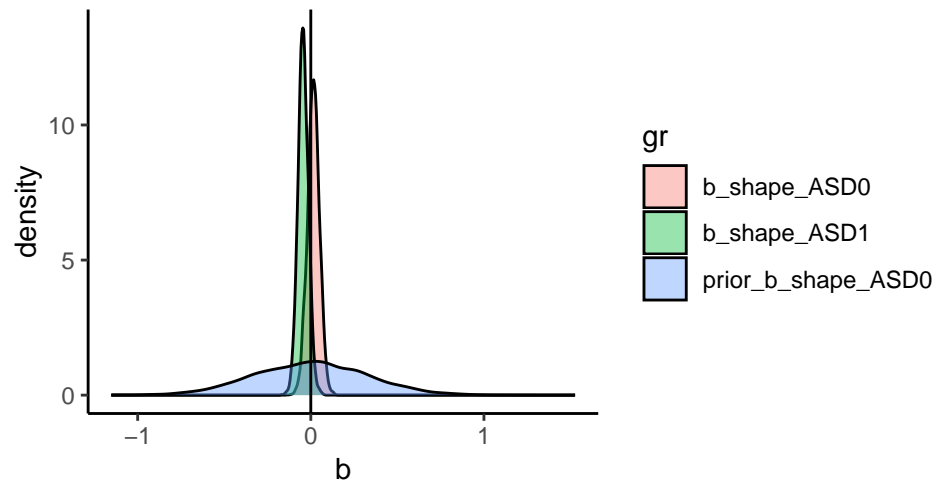 10
5
0
density
−1
0
1
b
gr
b_shape_ASD0
b_shape_ASD1
prior_b_shape_ASD0